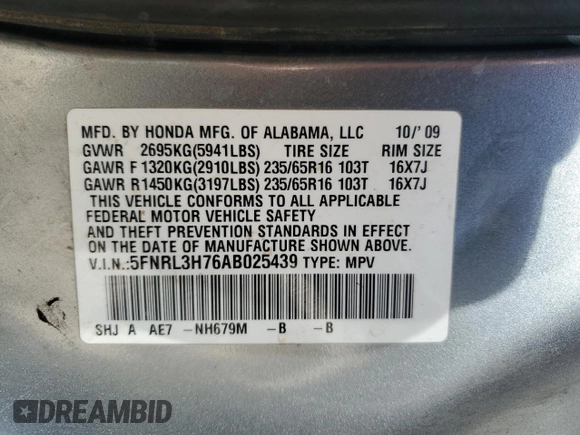 MFD. BY HONDA MFG. OF ALABAMA, LLC 10/'09
GVWR 2695KG(5941LBS) TIRE SIZE RIM SIZE
GAWR F 1320KG(2910LBS) 235/65R16 103T 16X7J
GAWR R1450KG(3197LBS) 235/65R16 103T 16X7J
THIS VEHICLE CONFORMS TO ALL APPLICABLE
FEDERAL MOTOR VEHICLE SAFETY
AND THEFT PREVENTION STANDARDS IN EFFECT
ON THE DATE OF MANUFACTURE SHOWN ABOVE.
V.I.N.:5FNRL3H76AB025439 TYPE: MPV
SHJ A AE7 -NH679M -B -B
DREAMBID